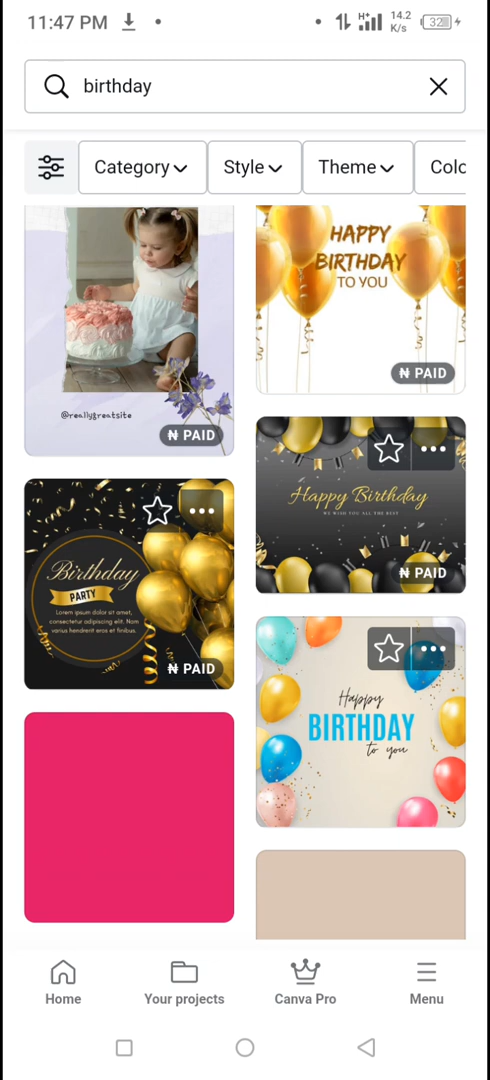 11:47 PM
H+
14.2
K/s
32
birthday
Category
Style
Theme
Colo
@reallygreatsite
₦ PAID
HAPPY
BIRTHDAY
TO YOU
₦ PAID
Happy Birthday
WE WISH YOU ALL THE BEST
₦ PAID
Birthday
PARTY
Lorem ipsum dolor sit amet,
consectetur adipiscing elit. Nam
varius hendrerit eros et finibus.
₦ PAID
Happy
BIRTHDAY
to you
Home
Your projects
Canva Pro
Menu